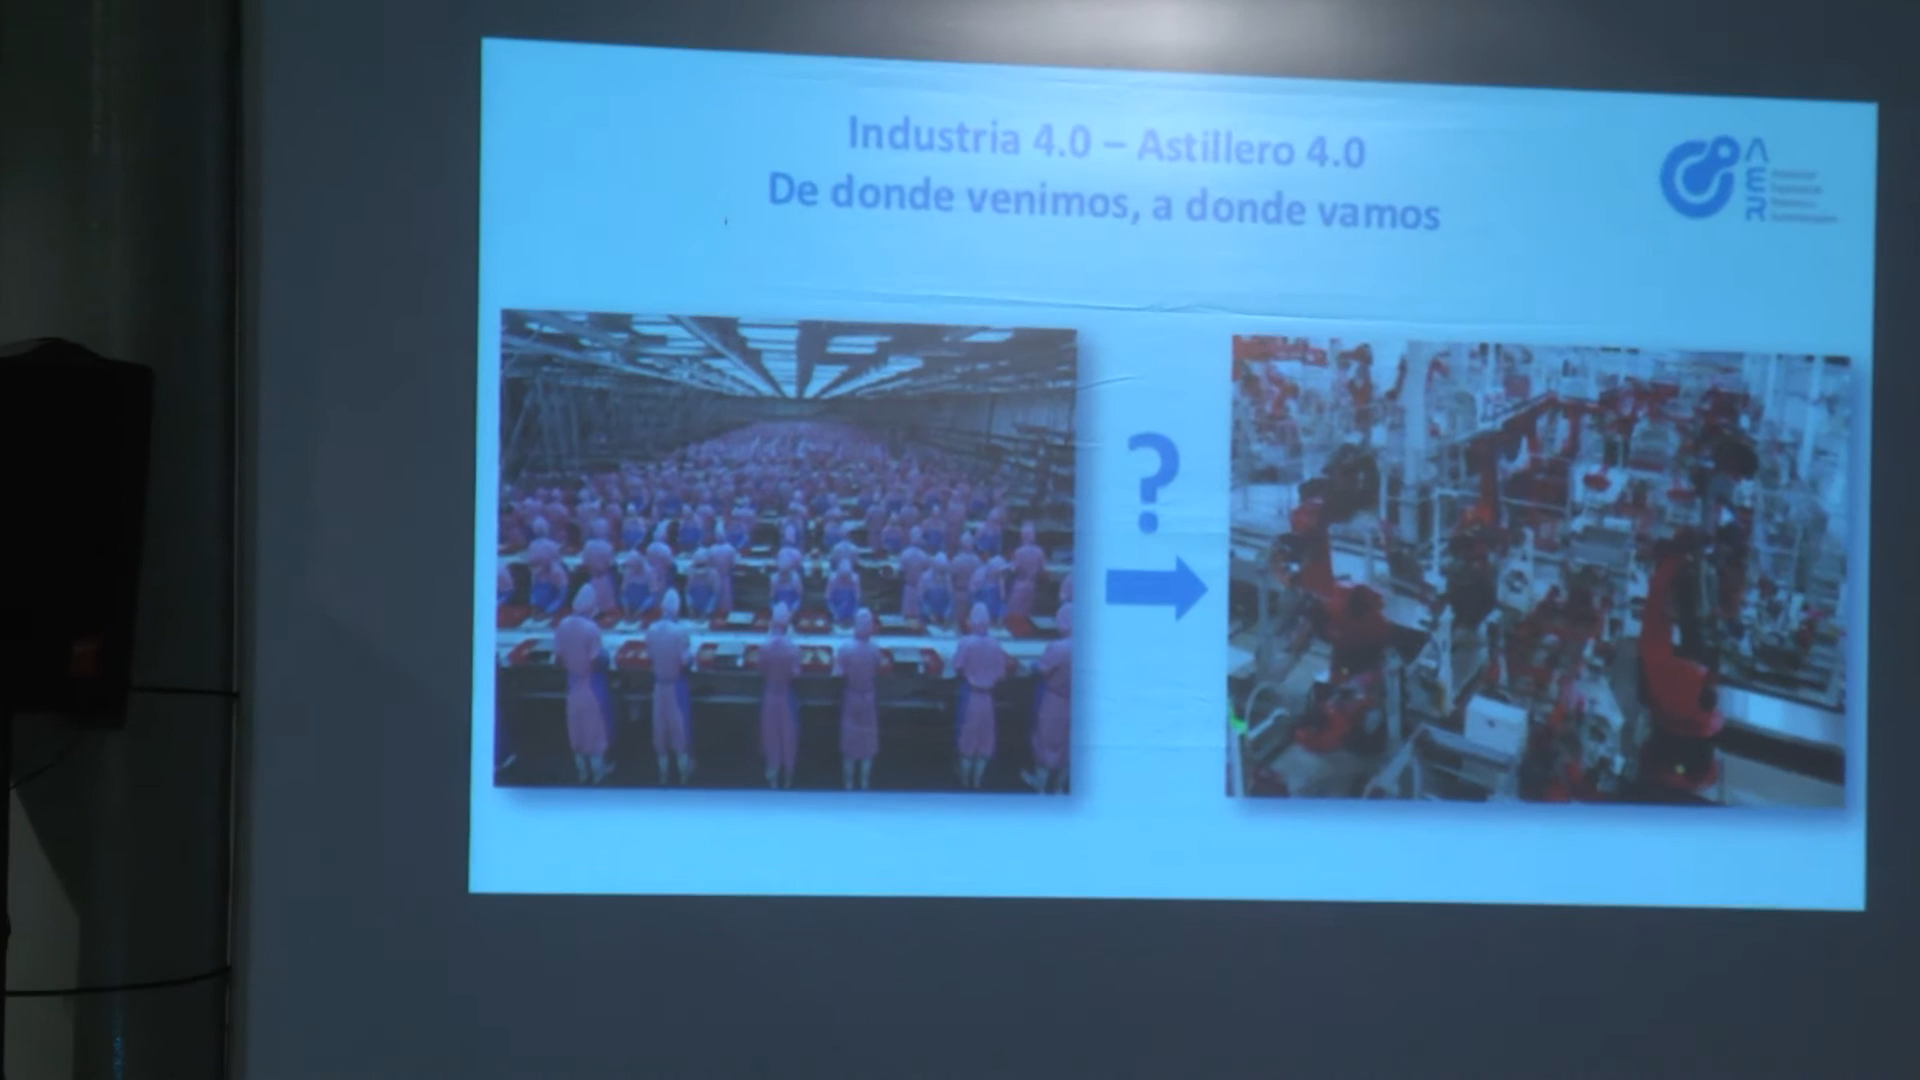 Industria 4.0 – Astillero 4.0
De donde venimos, a donde vamos
AER
?